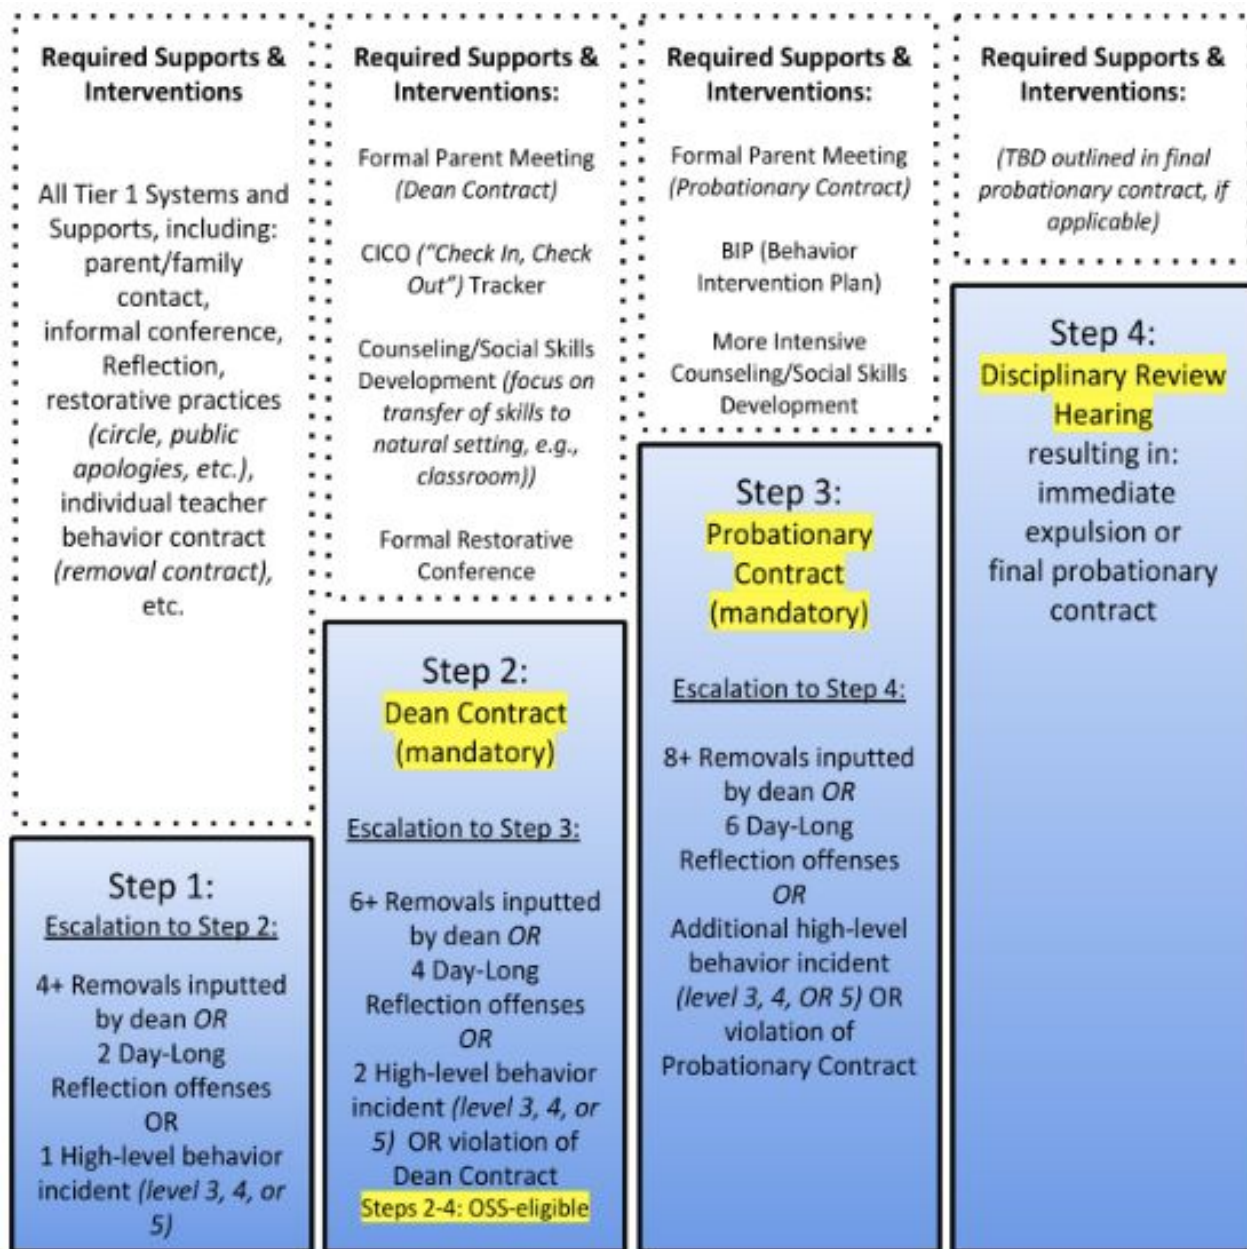 Required Supports &
Interventions
All Tier 1 Systems and
Supports, including:
parent/family
contact,
informal conference,
Reflection,
restorative practices
(circle, public
apologies, etc.),
individual teacher
behavior contract
(removal contract),
etc.
Step 1:
Escalation to Step 2:
4+ Removals inputted
by dean OR
2 Day-Long
Reflection offenses
OR
1 High-level behavior
incident (level 3, 4, or
5)
Required Supports &
Interventions:
Formal Parent Meeting
(Dean Contract)
CICO ("Check In, Check
Out") Tracker
Counseling/Social Skills
Development (focus on
transfer of skills to
natural setting, e.g.,
classroom))
Formal Restorative
Conference
Step 2:
Dean Contract
(mandatory)
Escalation to Step 3:
6+ Removals inputted
by dean OR
4 Day-Long
Reflection offenses
OR
2 High-level behavior
incident (level 3, 4, or
5) OR violation of
Dean Contract
Steps 2-4: OSS-eligible
Required Supports &
Interventions:
Formal Parent Meeting
(Probationary Contract)
BIP (Behavior
Intervention Plan)
More Intensive
Counseling/Social Skills
Development
Step 3:
Probationary
Contract
(mandatory)
Escalation to Step 4:
8+ Removals inputted
by dean OR
6 Day-Long
Reflection offenses
OR
Additional high-level
behavior incident
(level 3, 4, OR 5) OR
violation of
Probationary Contract
Required Supports &
Interventions:
(TBD outlined in final
probationary contract, if
applicable)
Step 4:
Disciplinary Review
Hearing
resulting in:
immediate
expulsion or
final probationary
contract